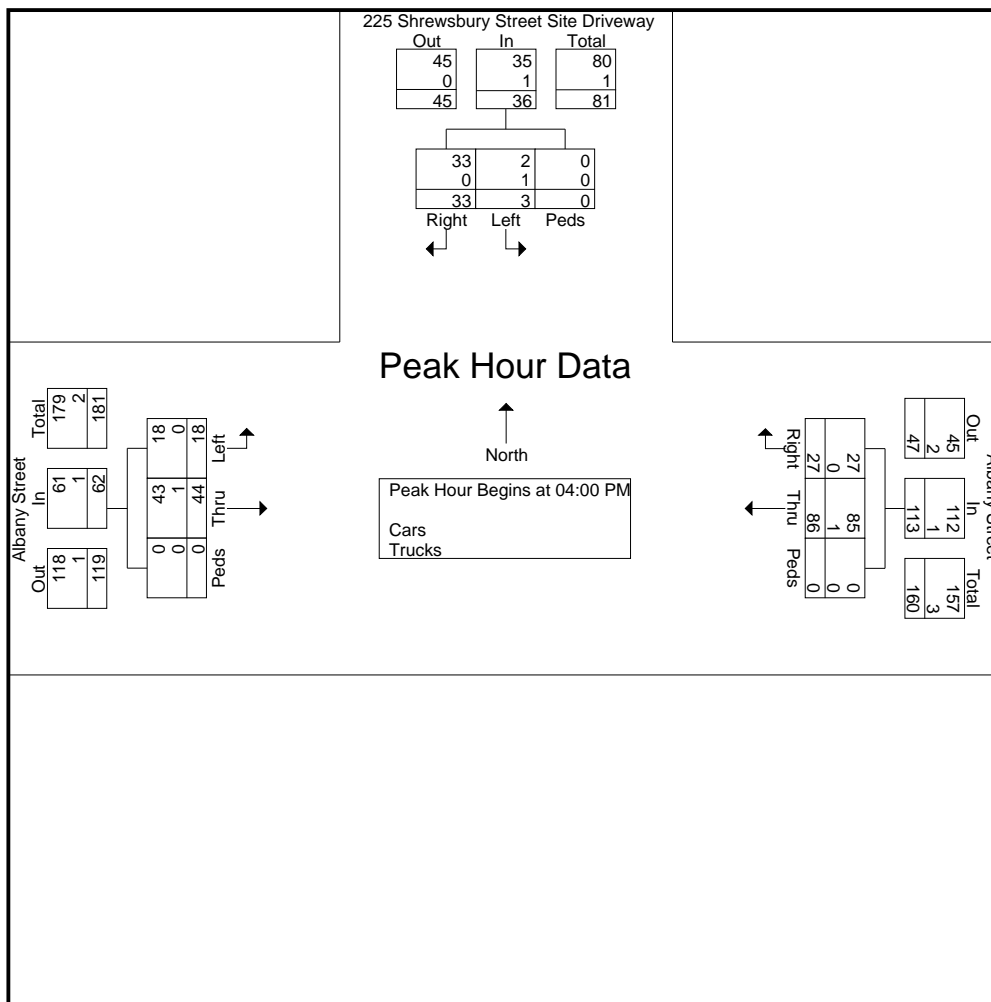 225 Shrewsbury Street Site Driveway
Out In Total
45 35 80
0 1 1
45 36 81
33 2 0
0 1 0
33 3 0
Right Left Peds
Peak Hour Data
North
Peak Hour Begins at 04:00 PM
Cars
Trucks
Albany Street
Out In Total
118 61 179
1 1 2
119 62 181
18 43 0
0 1 0
18 44 0
Left Thru Peds
Albany Street
Out In Total
45 112 157
2 1 3
47 113 160
27 85 0
0 1 0
27 86 0
Right Thru Peds